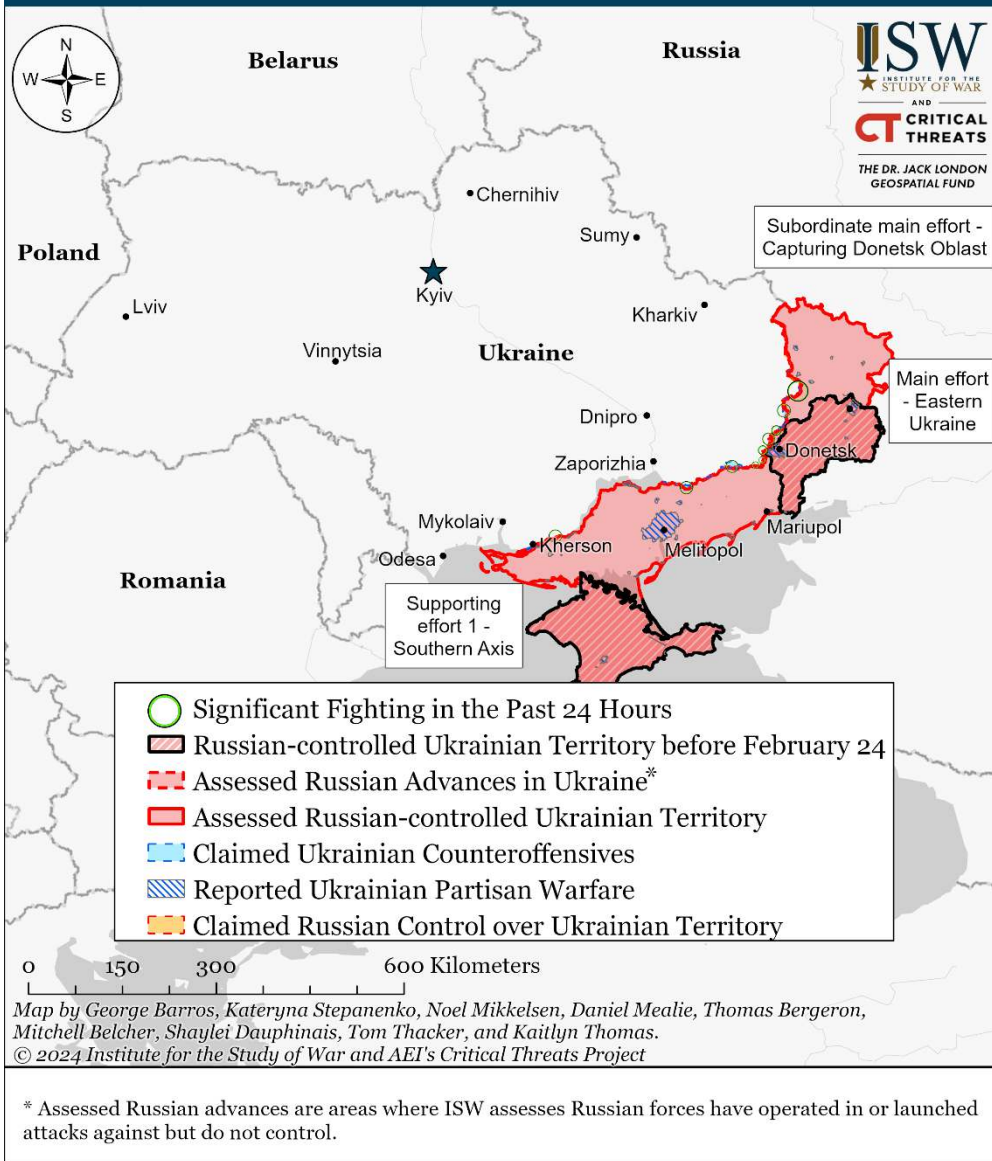 N
W E
S
Belarus
Russia
ISW
INSTITUTE FOR THE
STUDY OF WAR
AND
CT CRITICAL
THREATS
THE DR. JACK LONDON
GEOSPATIAL FUND
Chernihiv
Sumy
Subordinate main effort -
Capturing Donetsk Oblast
Poland
Kyiv
Lviv
Kharkiv
Vinnytsia
Ukraine
Main effort
- Eastern
Ukraine
Dnipro
Donetsk
Zaporizhia
Mykolaiv
Mariupol
Kherson
Melitopol
Odesa
Romania
Supporting
effort 1 -
Southern Axis
Significant Fighting in the Past 24 Hours
Russian-controlled Ukrainian Territory before February 24
Assessed Russian Advances in Ukraine*
Assessed Russian-controlled Ukrainian Territory
Claimed Ukrainian Counteroffensives
Reported Ukrainian Partisan Warfare
Claimed Russian Control over Ukrainian Territory
0 150 300 600 Kilometers
Map by George Barros, Kateryna Stepanenko, Noel Mikkelsen, Daniel Mealie, Thomas Bergeron,
Mitchell Belcher, Shaylei Dauphinais, Tom Thacker, and Kaitlyn Thomas.
© 2024 Institute for the Study of War and AEI's Critical Threats Project
* Assessed Russian advances are areas where ISW assesses Russian forces have operated in or launched
attacks against but do not control.